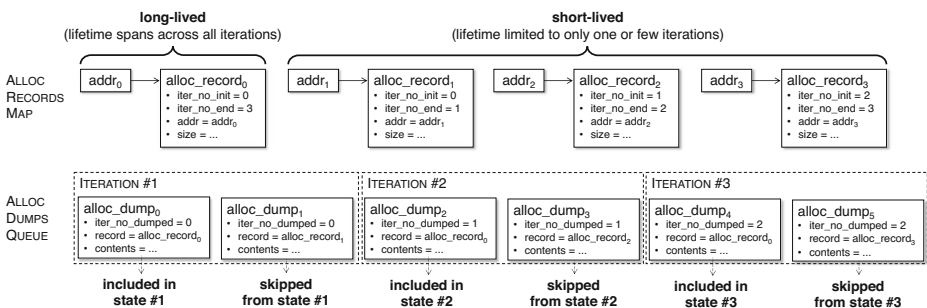 long-lived
(lifetime spans across all iterations)
short-lived
(lifetime limited to only one or few iterations)
ALLOC
RECORDS
MAP
addr0
alloc_record0
• iter_no_init = 0
• iter_no_end = 3
• addr = addr0
• size = ...
addr1
alloc_record1
• iter_no_init = 0
• iter_no_end = 1
• addr = addr1
• size = ...
addr2
alloc_record2
• iter_no_init = 1
• iter_no_end = 2
• addr = addr2
• size = ...
addr3
alloc_record3
• iter_no_init = 2
• iter_no_end = 3
• addr = addr3
• size = ...
ALLOC
DUMPS
QUEUE
ITERATION #1
alloc_dump0
• iter_no_dumped = 0
• record = alloc_record0
• contents = ...
alloc_dump1
• iter_no_dumped = 0
• record = alloc_record1
• contents = ...
ITERATION #2
alloc_dump2
• iter_no_dumped = 1
• record = alloc_record0
• contents = ...
alloc_dump3
• iter_no_dumped = 1
• record = alloc_record2
• contents = ...
ITERATION #3
alloc_dump4
• iter_no_dumped = 2
• record = alloc_record0
• contents = ...
alloc_dump5
• iter_no_dumped = 2
• record = alloc_record3
• contents = ...
included in
state #1
skipped
from state #1
included in
state #2
skipped
from state #2
included in
state #3
skipped
from state #3